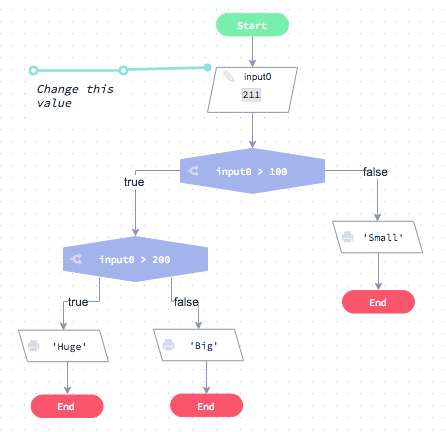 Start
input0
211
Change this
value
input0 > 100
true
false
'Small'
input0 > 200
End
true
false
'Huge'
'Big'
End
End